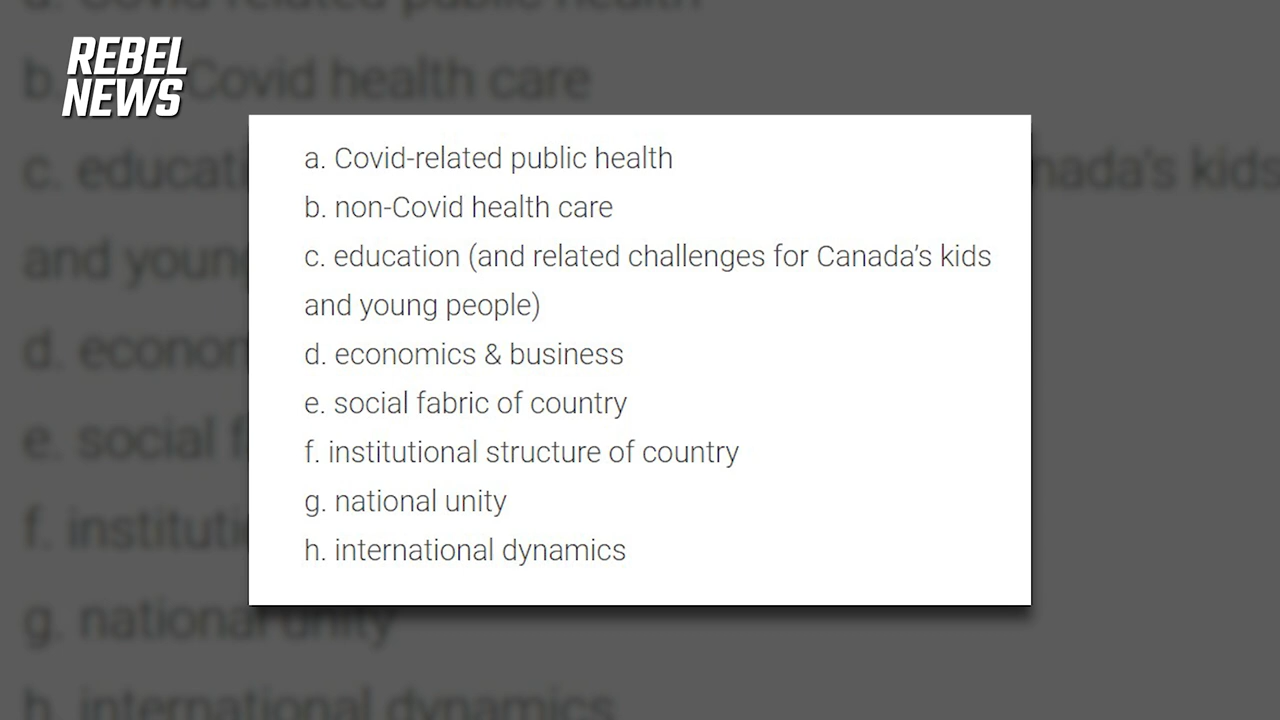 REBEL
NEWS
a. Covid-related public health
b. non-Covid health care
c. education (and related challenges for Canada's kids
and young people)
d. economics & business
e. social fabric of country
f. institutional structure of country
g. national unity
h. international dynamics